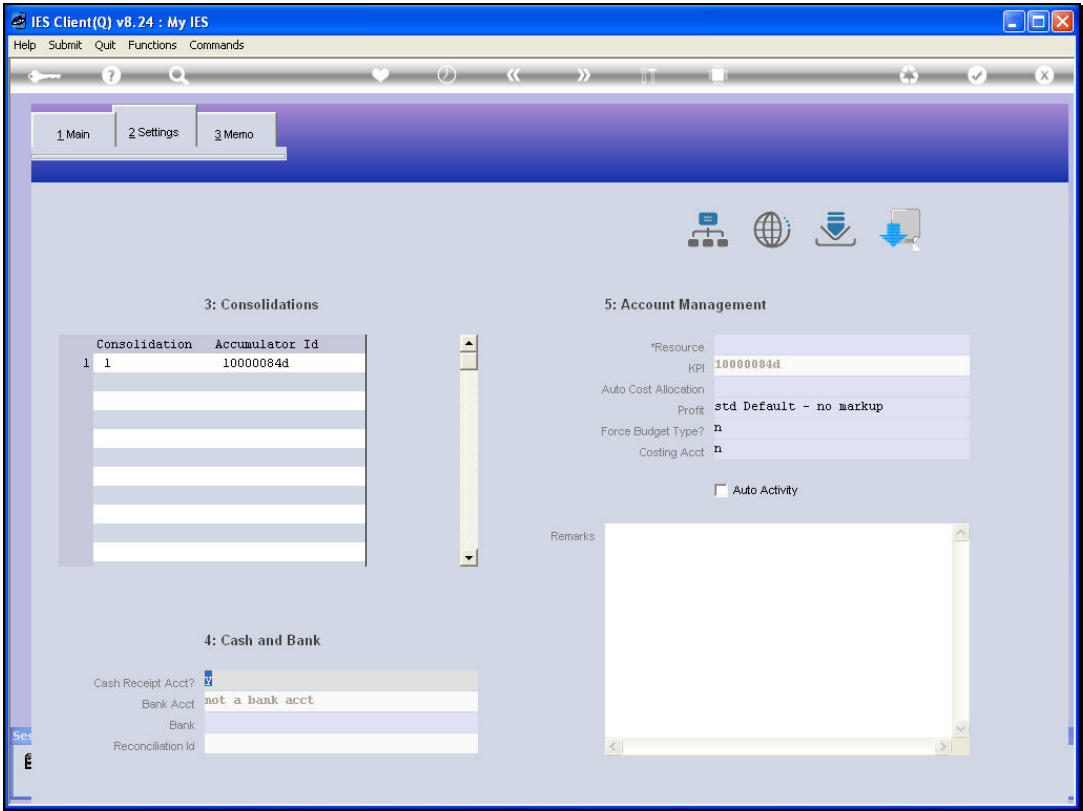 IES Client(Q) v8.24 : My IES
Help Submit Quit Functions Commands
1 Main 2 Settings 3 Memo
3: Consolidations
Consolidation Accumulator Id
1 1 10000084d
4: Cash and Bank
Cash Receipt Acct? y
Bank Acct not a bank acct
Bank
Reconciliation Id
5: Account Management
*Resource
KPI 10000084d
Auto Cost Allocation
Profit std Default - no markup
Force Budget Type? n
Costing Acct n
Auto Activity
Remarks